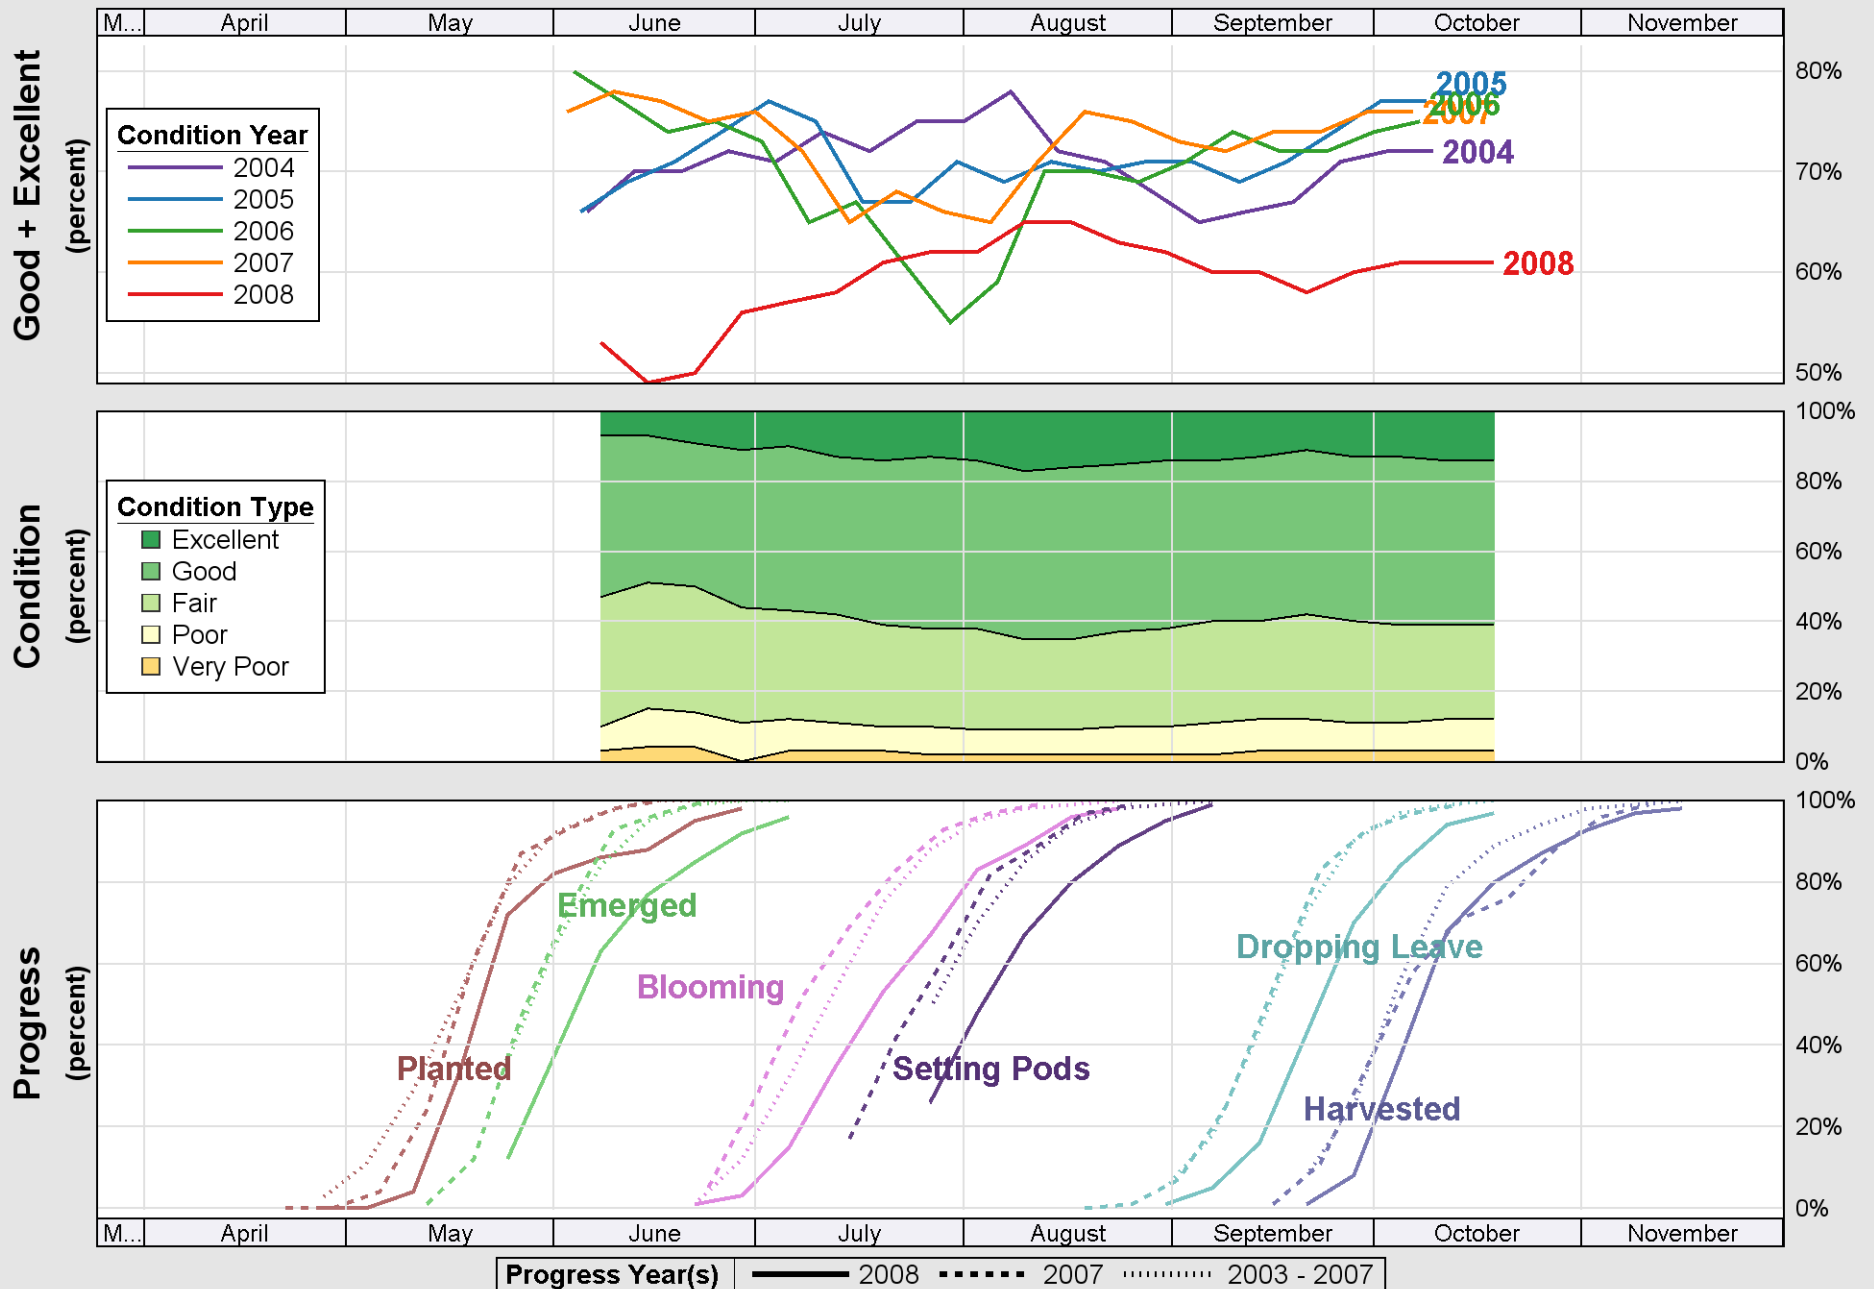 M... April May June July August September October November
Good + Excellent
(percent)
80%
70%
60%
50%
Condition Year
2004
2005
2006
2007
2008
2005
2006
2007
2004
2008
Condition
(percent)
100%
80%
60%
40%
20%
0%
Condition Type
Excellent
Good
Fair
Poor
Very Poor
Progress
(percent)
100%
80%
60%
40%
20%
0%
Emerged
Dropping Leave
Blooming
Planted
Setting Pods
Harvested
M... April May June July August September October November
Progress Year(s) 2008 2007 2003 - 2007